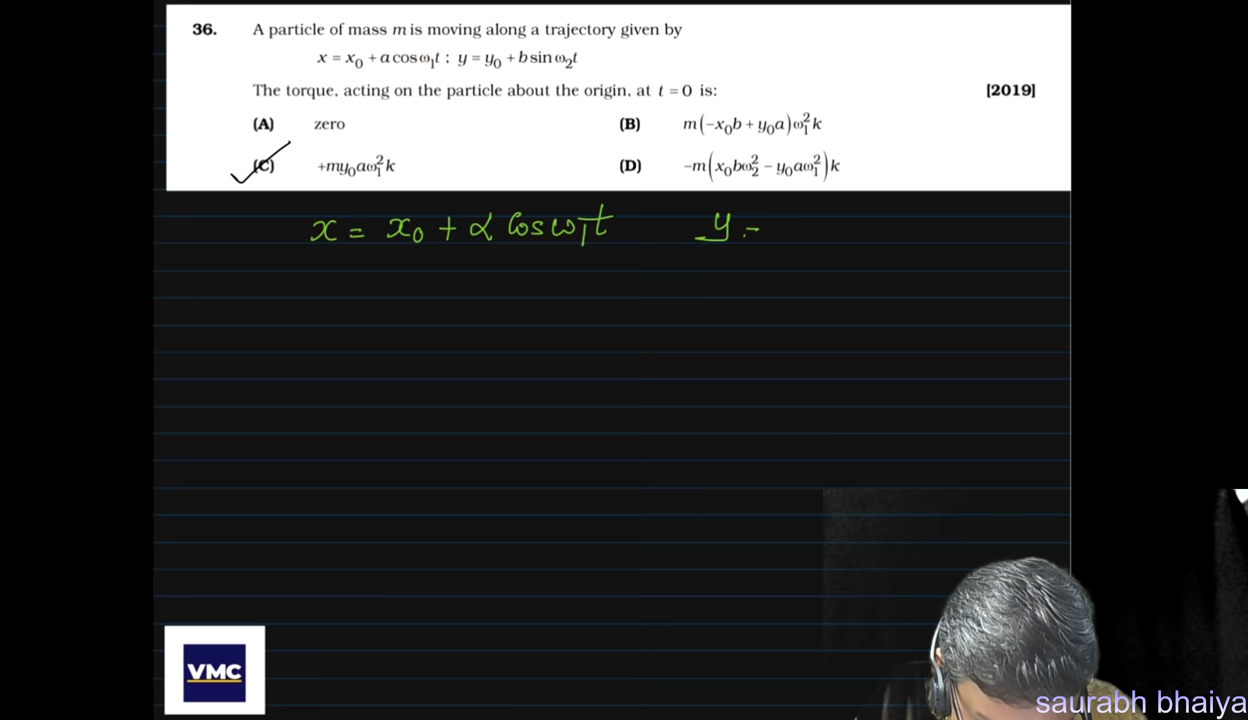 36. A particle of mass m is moving along a trajectory given by
x = x₀ + a cos ω₁t ; y = y₀ + b sin ω₂t
The torque, acting on the particle about the origin, at t = 0 is: [2019]
(A) zero (B) m(−x₀b + y₀a)ω₁²k
(C) +my₀aω₁²k (D) −m(x₀bω₂² − y₀aω₁²)k
x = x₀ + α cos ω₁t y =
VMC
saurabh bhaiya